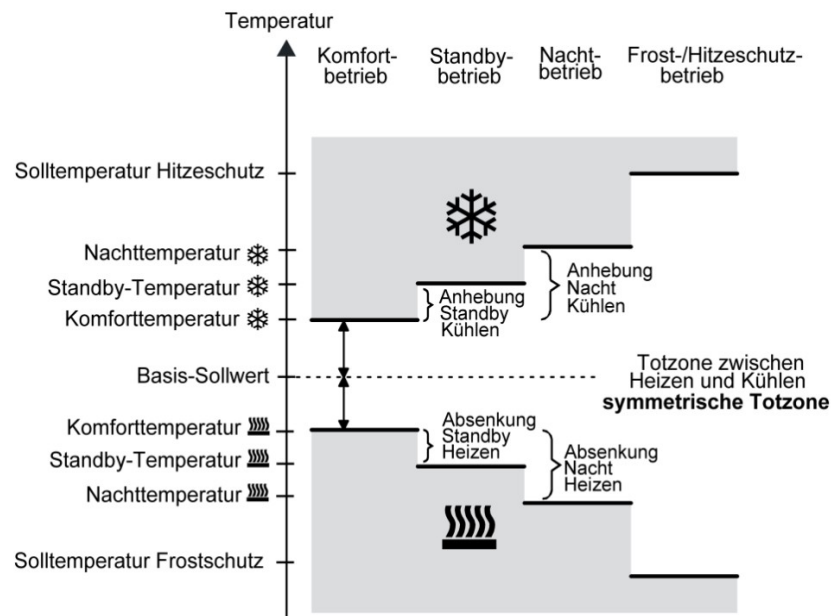 Temperatur
Komfort-
betrieb
Standby-
betrieb
Nacht-
betrieb
Frost-/Hitzeschutz-
betrieb
Solltemperatur Hitzeschutz
Nachttemperatur
Standby-Temperatur
Komforttemperatur
Anhebung
Standby
Kühlen
Anhebung
Nacht
Kühlen
Basis-Sollwert
Totzone zwischen
Heizen und Kühlen
symmetrische Totzone
Komforttemperatur
Standby-Temperatur
Nachttemperatur
Absenkung
Standby
Heizen
Absenkung
Nacht
Heizen
Solltemperatur Frostschutz